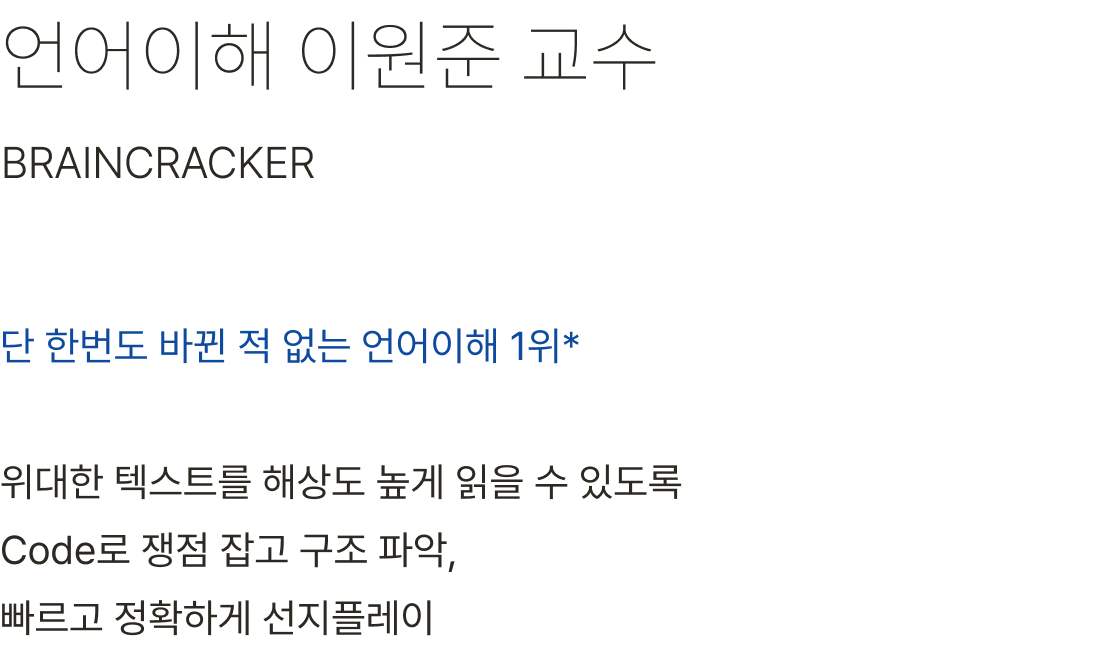 언어이해 이원준 교수
BRAINCRACKER
단 한번도 바뀐 적 없는 언어이해 1위*
위대한 텍스트를 해상도 높게 읽을 수 있도록
Code로 쟁점 잡고 구조 파악,
빠르고 정확하게 선지플레이